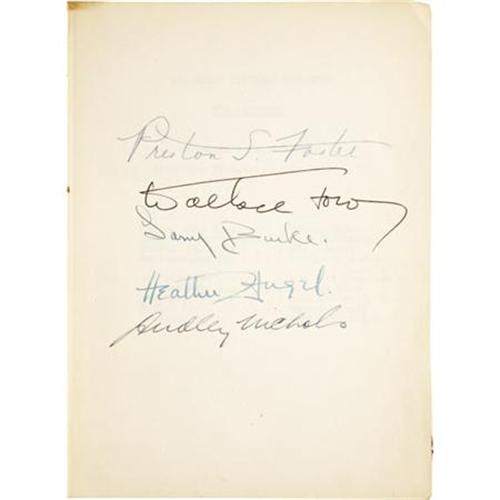 Preston S. Foster
Wallace Ford
Heather Angel.
Dudley Nichols